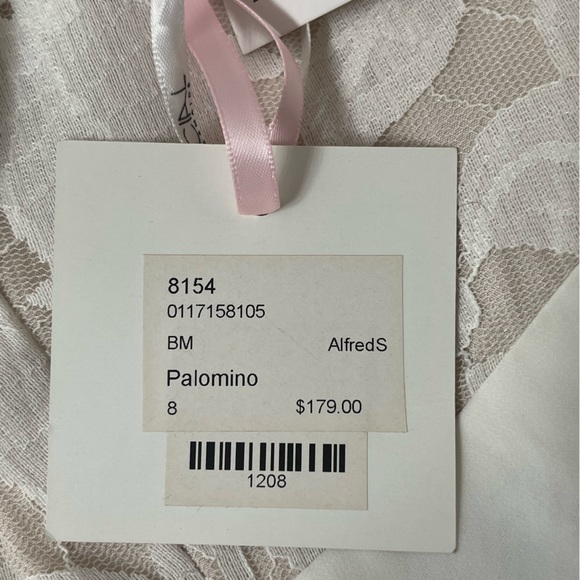 8154
0117158105
BM AlfredS
Palomino
8 $179.00
1208